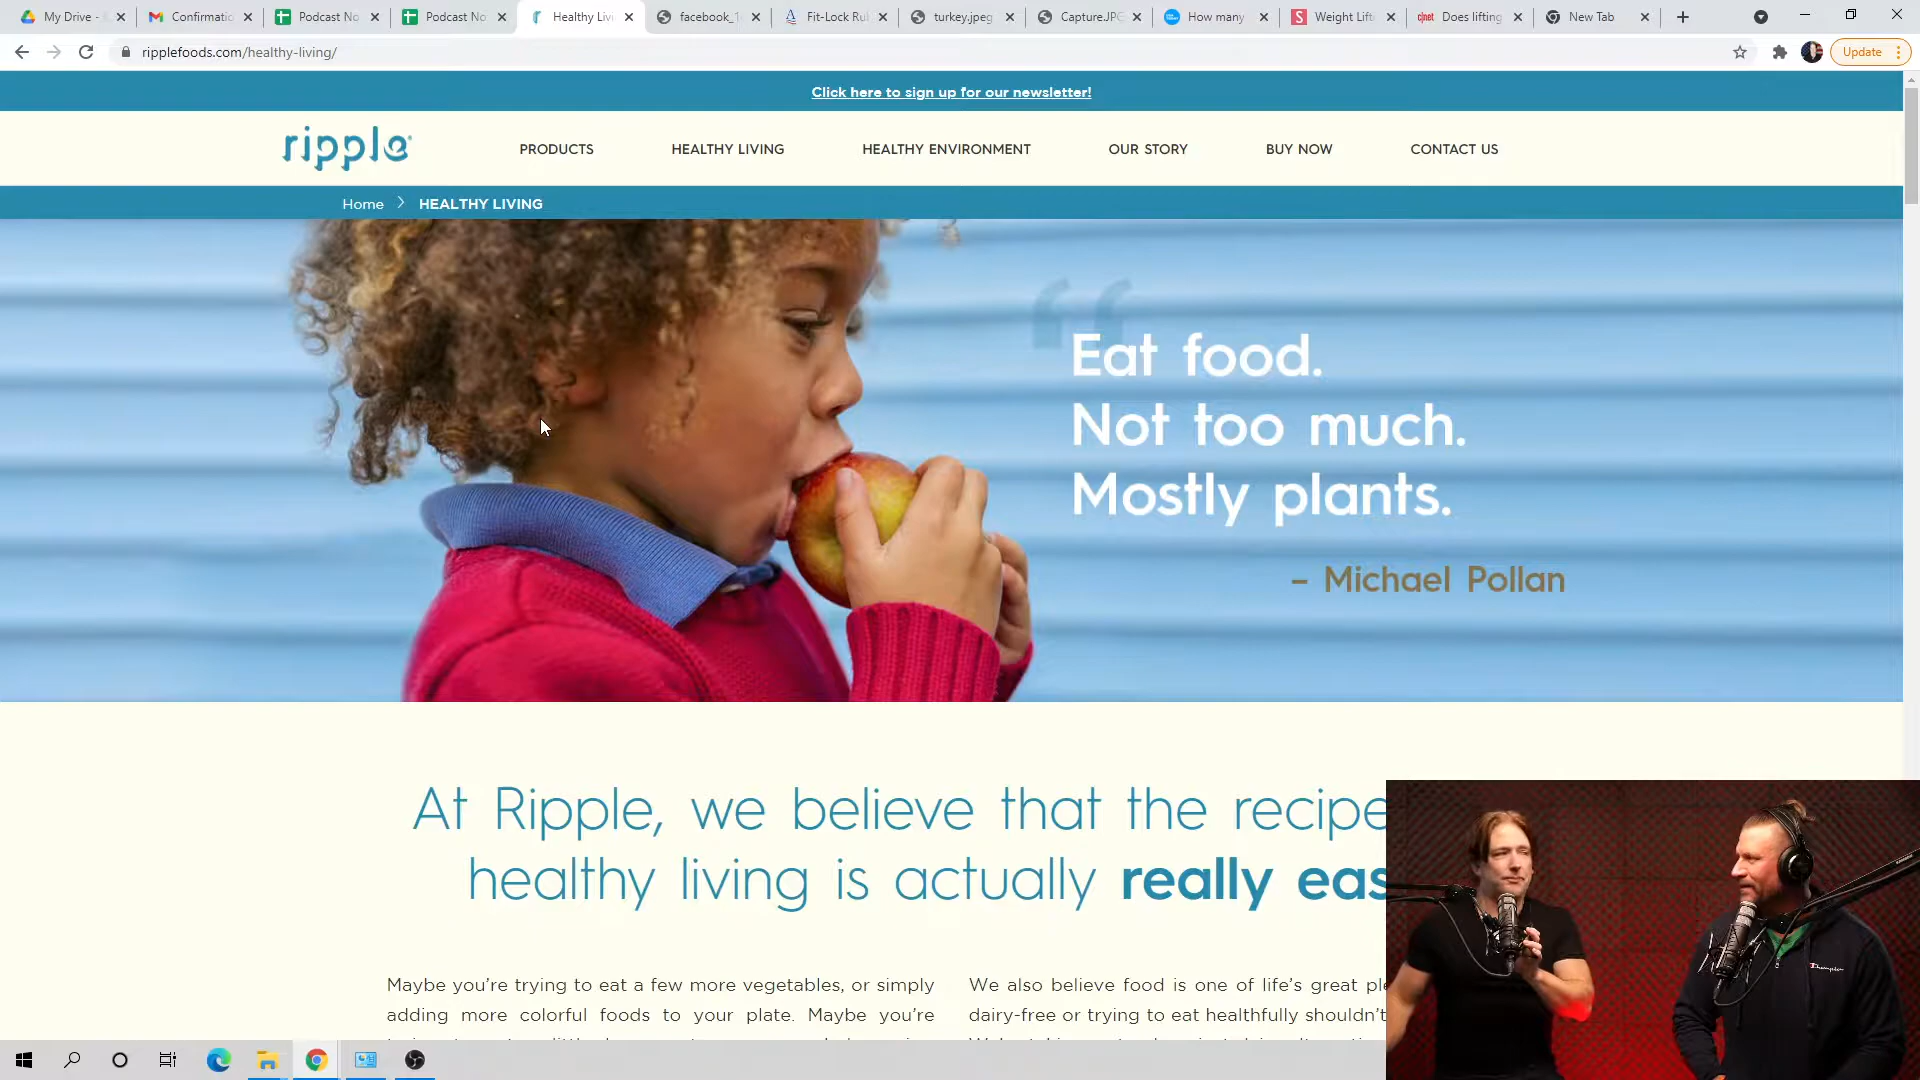 My Drive -
Confirmatio
Podcast No
Podcast No
Healthy Livi
facebook_1
Fit-Lock Ru
turkey.jpeg
Capture.JPG
How many
Weight Lift
cnet Does lifting
New Tab
ripplefoods.com/healthy-living/
Update
Click here to sign up for our newsletter!
ripple
PRODUCTS
HEALTHY LIVING
HEALTHY ENVIRONMENT
OUR STORY
BUY NOW
CONTACT US
Home > HEALTHY LIVING
“
Eat food.
Not too much.
Mostly plants.
– Michael Pollan
At Ripple, we believe that the recipe
healthy living is actually really eas
Maybe you’re trying to eat a few more vegetables, or simply
adding more colorful foods to your plate. Maybe you’re
We also believe food is one of life’s great ple
dairy-free or trying to eat healthfully shouldn’t
Champion